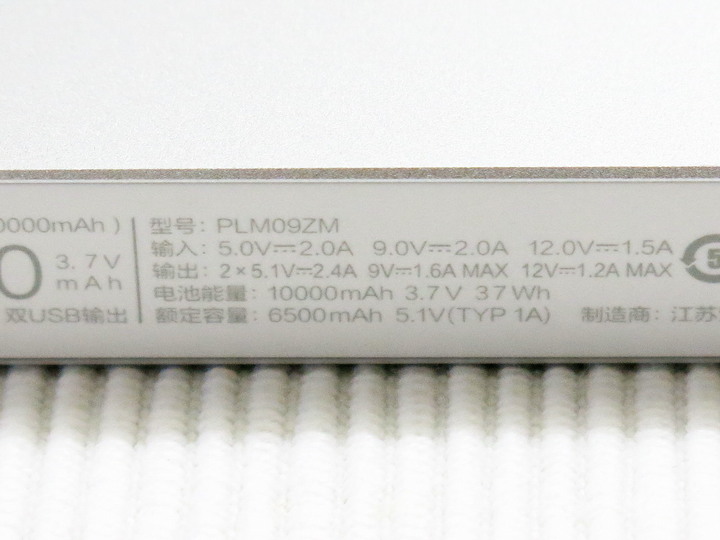 0000mAh)
0 3.7V
mAh
双USB输出
型号: PLM09ZM
输入: 5.0V⎓2.0A 9.0V⎓2.0A 12.0V⎓1.5A
输出: 2×5.1V⎓2.4A 9V⎓1.6A MAX 12V⎓1.2A MAX
电池能量: 10000mAh 3.7V 37Wh
额定容量: 6500mAh 5.1V(TYP 1A) 制造商: 江苏
5